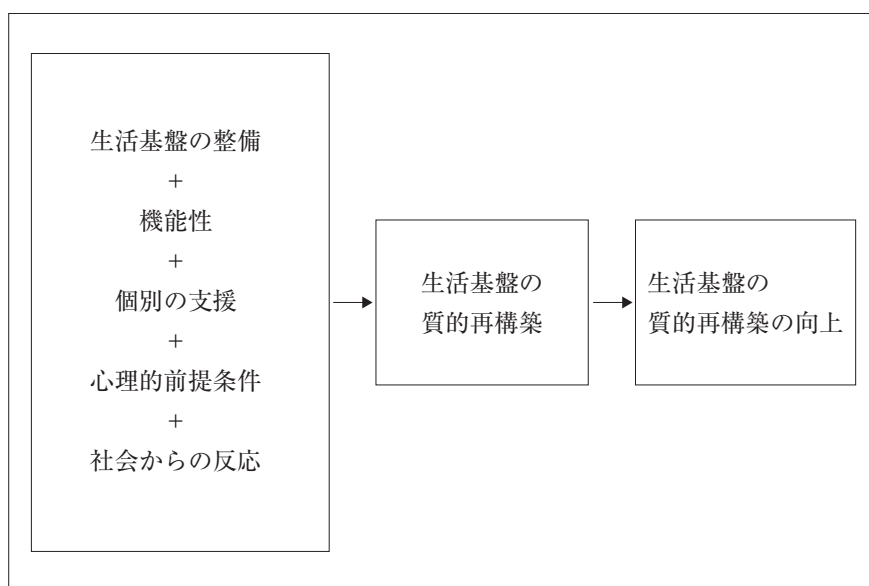 生活基盤の整備
+
機能性
+
個別の支援
+
心理的前提条件
+
社会からの反応
生活基盤の
質的再構築
生活基盤の
質的再構築の向上